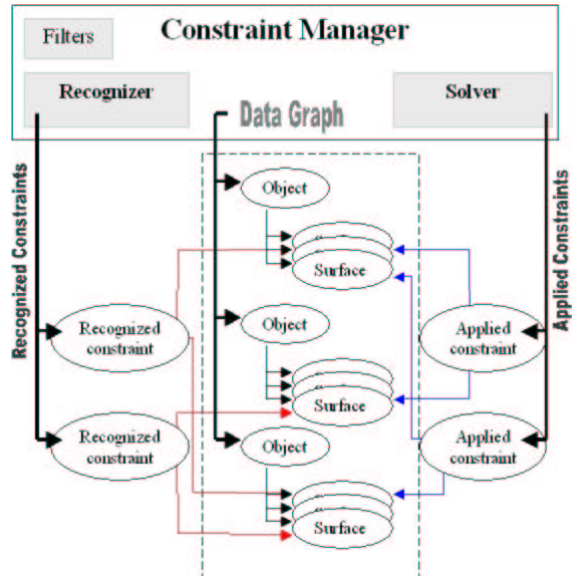 Constraint Manager
Filters
Recognizer
Solver
Data Graph
Recognized Constraints
Applied Constraints
Object
Surface
Recognized
constraint
Object
Applied
constraint
Surface
Recognized
constraint
Object
Applied
constraint
Surface